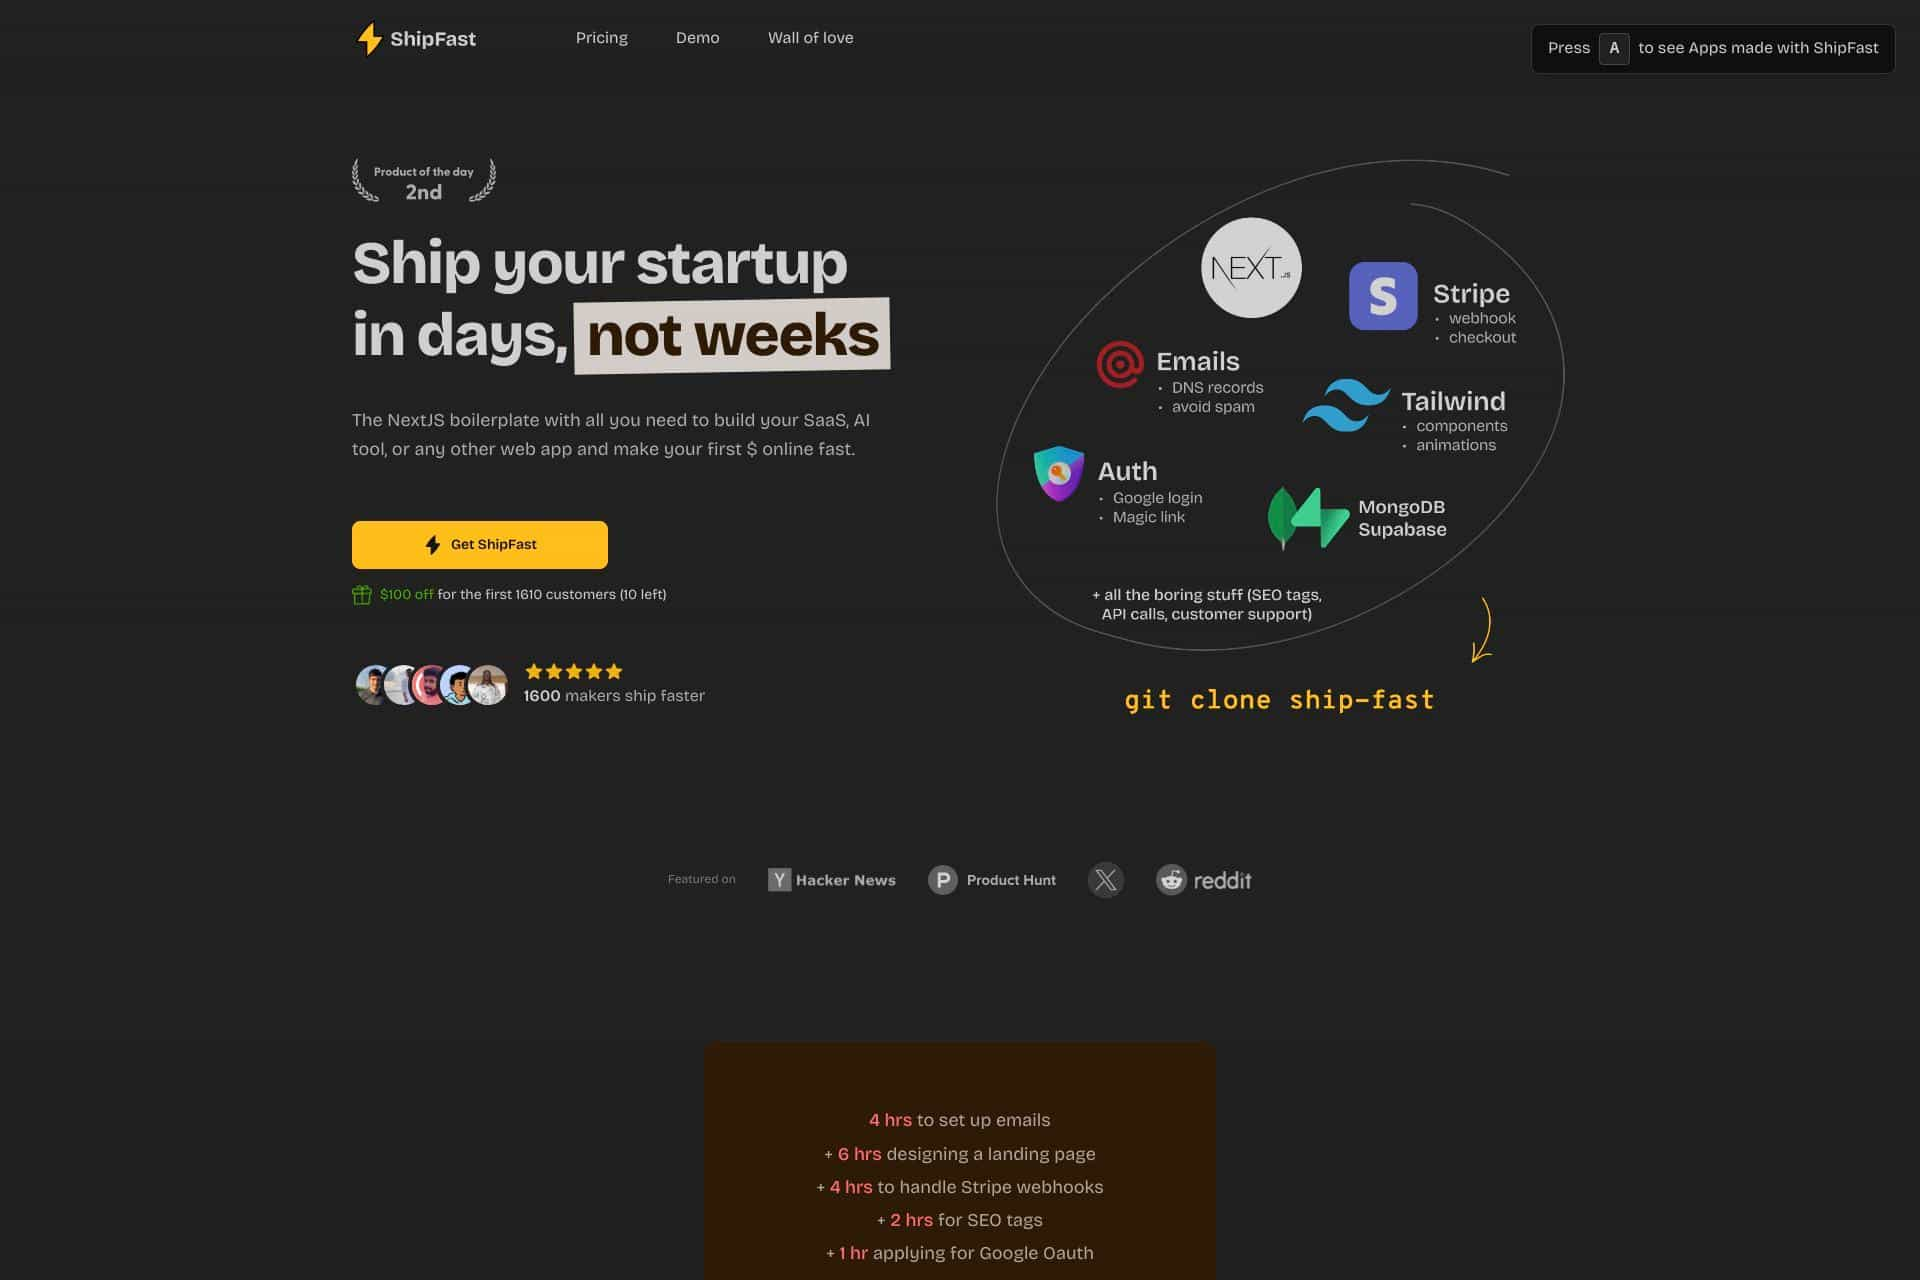 ShipFast
Pricing
Demo
Wall of love
Press A to see Apps made with ShipFast
Product of the day
2nd
Ship your startup
in days, not weeks
The NextJS boilerplate with all you need to build your SaaS, AI
tool, or any other web app and make your first $ online fast.
Get ShipFast
$100 off for the first 1610 customers (10 left)
1600 makers ship faster
NEXT.JS
S
Stripe
• webhook
• checkout
Emails
• DNS records
• avoid spam
Tailwind
• components
• animations
Auth
• Google login
• Magic link
MongoDB
Supabase
+ all the boring stuff (SEO tags,
API calls, customer support)
git clone ship-fast
Featured on
Y Hacker News
P Product Hunt
X
reddit
4 hrs to set up emails
+ 6 hrs designing a landing page
+ 4 hrs to handle Stripe webhooks
+ 2 hrs for SEO tags
+ 1 hr applying for Google Oauth